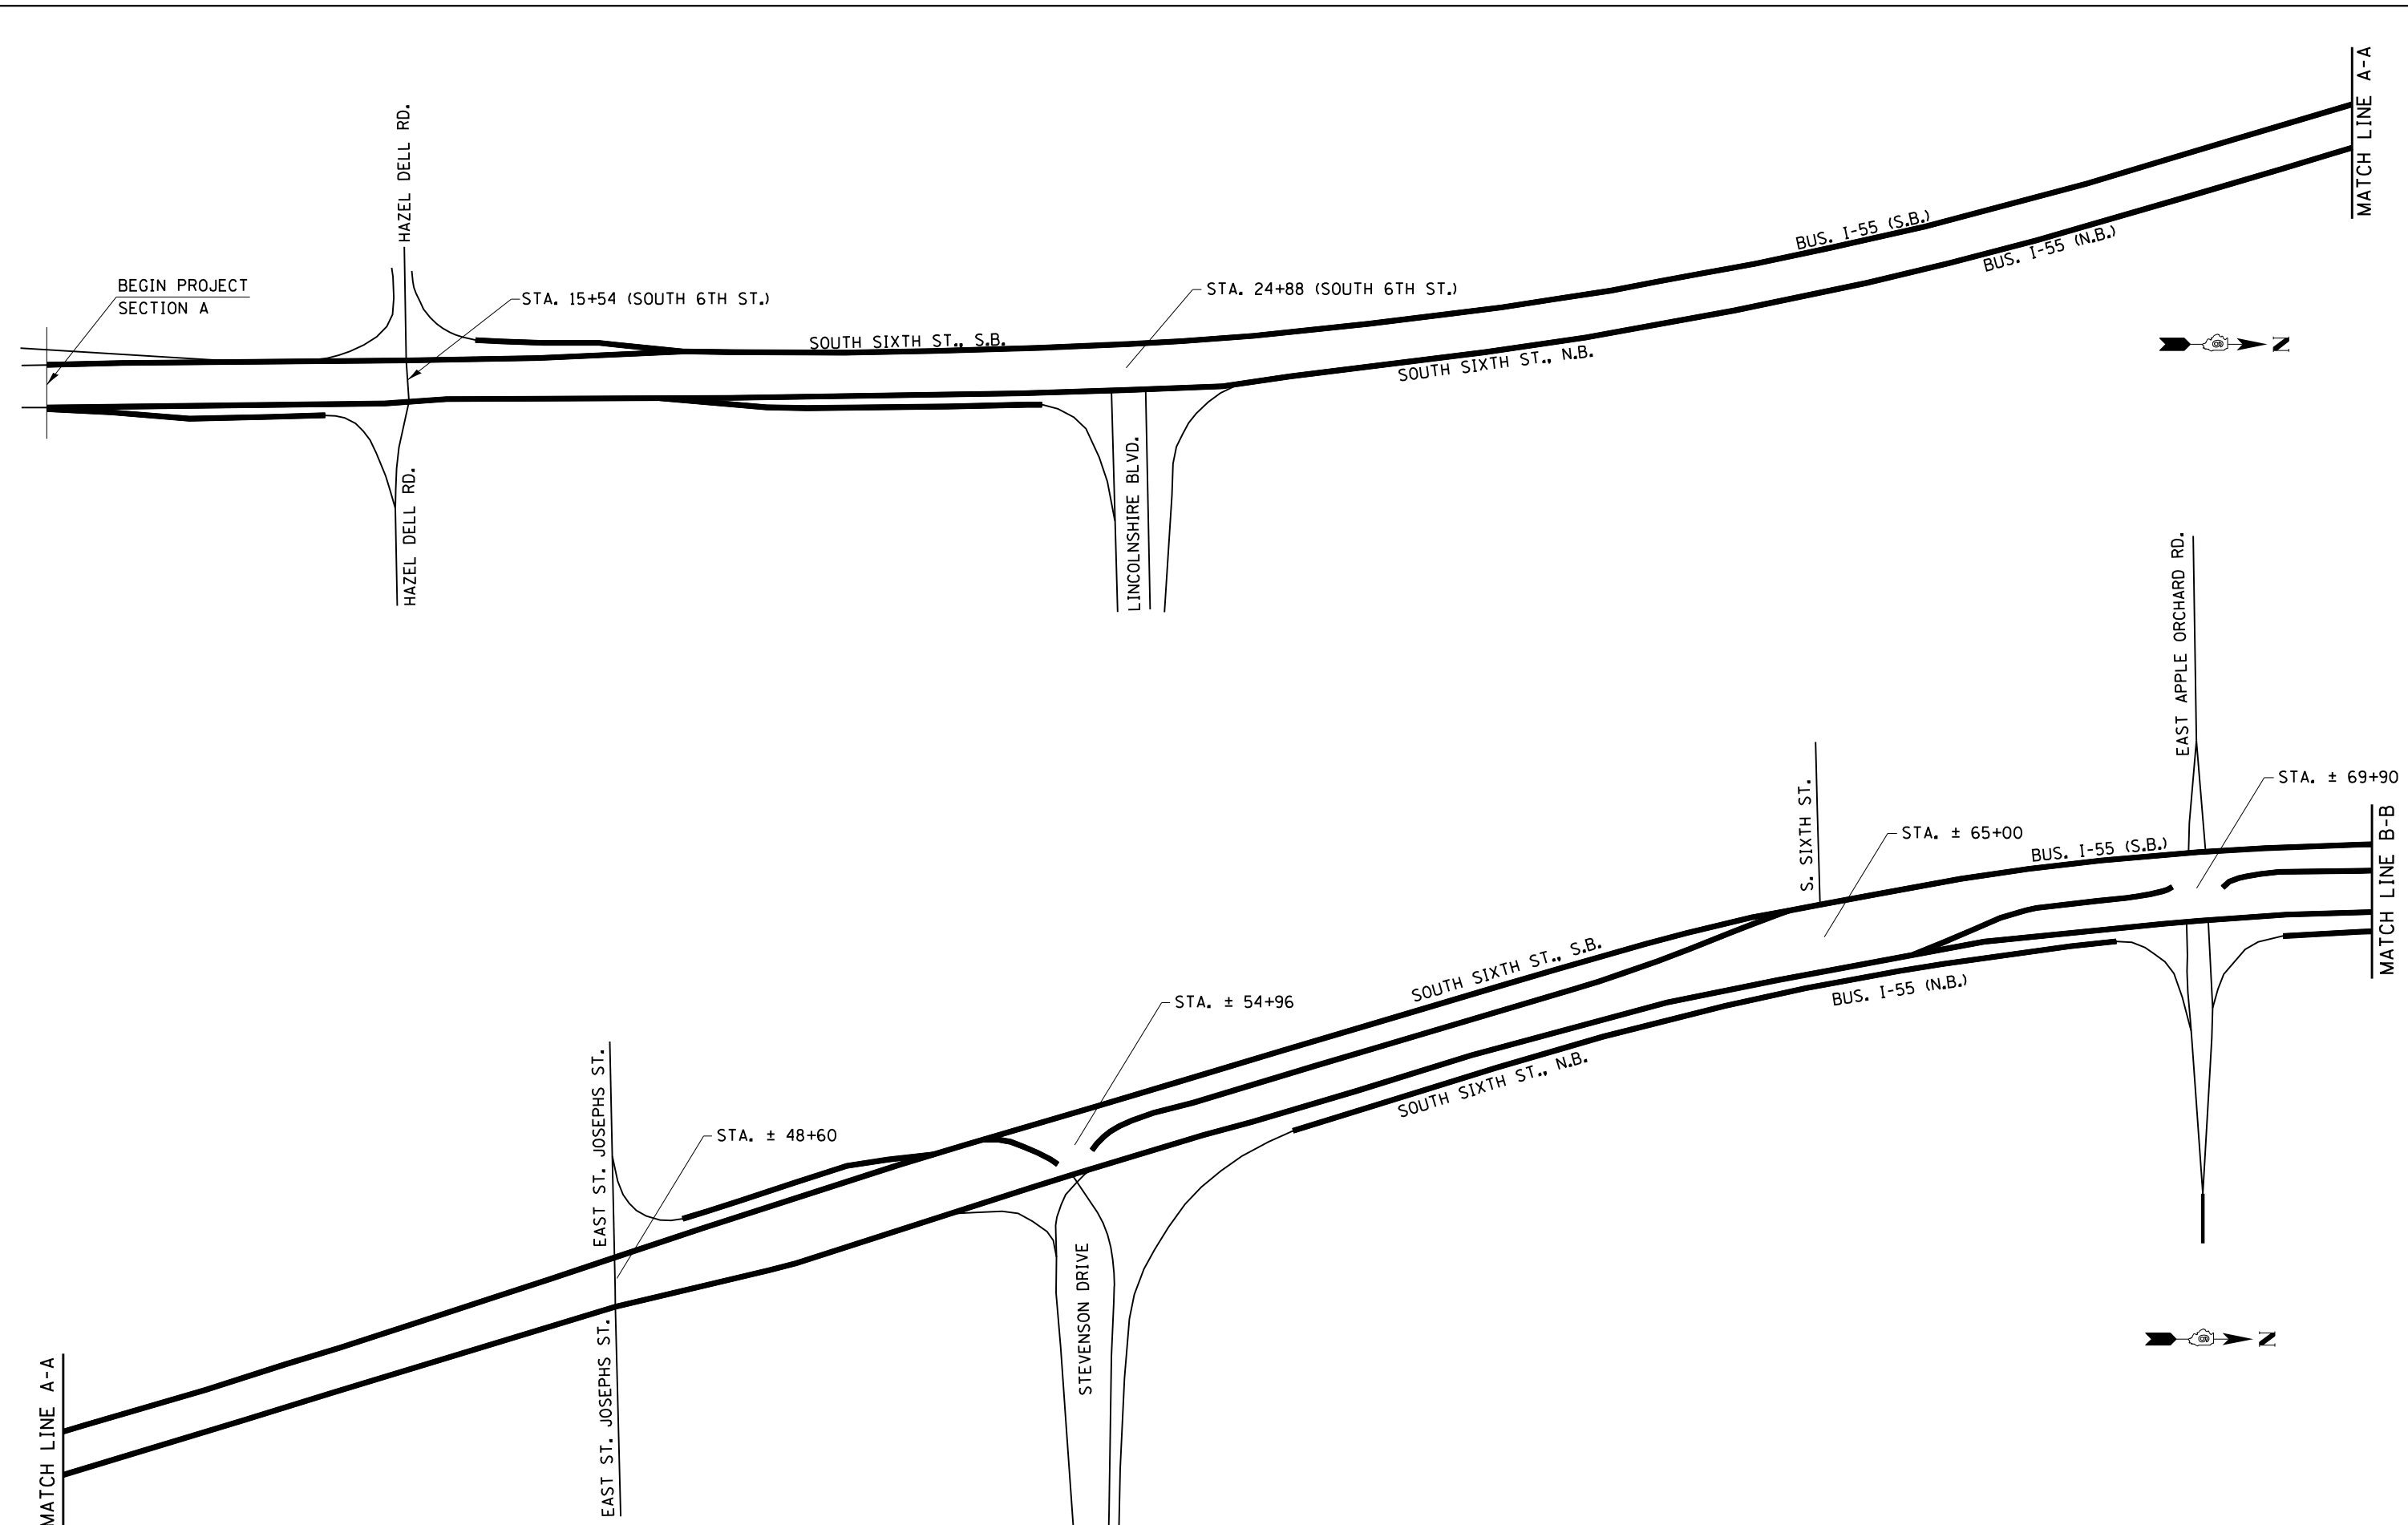 MATCH LINE A-A
HAZEL DELL RD.
BEGIN PROJECT
SECTION A
STA. 15+54 (SOUTH 6TH ST.)
STA. 24+88 (SOUTH 6TH ST.)
BUS. I-55 (S.B.)
BUS. I-55 (N.B.)
SOUTH SIXTH ST., S.B.
SOUTH SIXTH ST., N.B.
N
HAZEL DELL RD.
LINCOLNSHIRE BLVD.
EAST APPLE ORCHARD RD.
STA. ± 69+90
S. SIXTH ST.
STA. ± 65+00
BUS. I-55 (S.B.)
MATCH LINE B-B
SOUTH SIXTH ST., S.B.
BUS. I-55 (N.B.)
STA. ± 54+96
SOUTH SIXTH ST., N.B.
EAST ST. JOSEPHS ST.
STA. ± 48+60
STEVENSON DRIVE
EAST ST. JOSEPHS ST.
N
MATCH LINE A-A